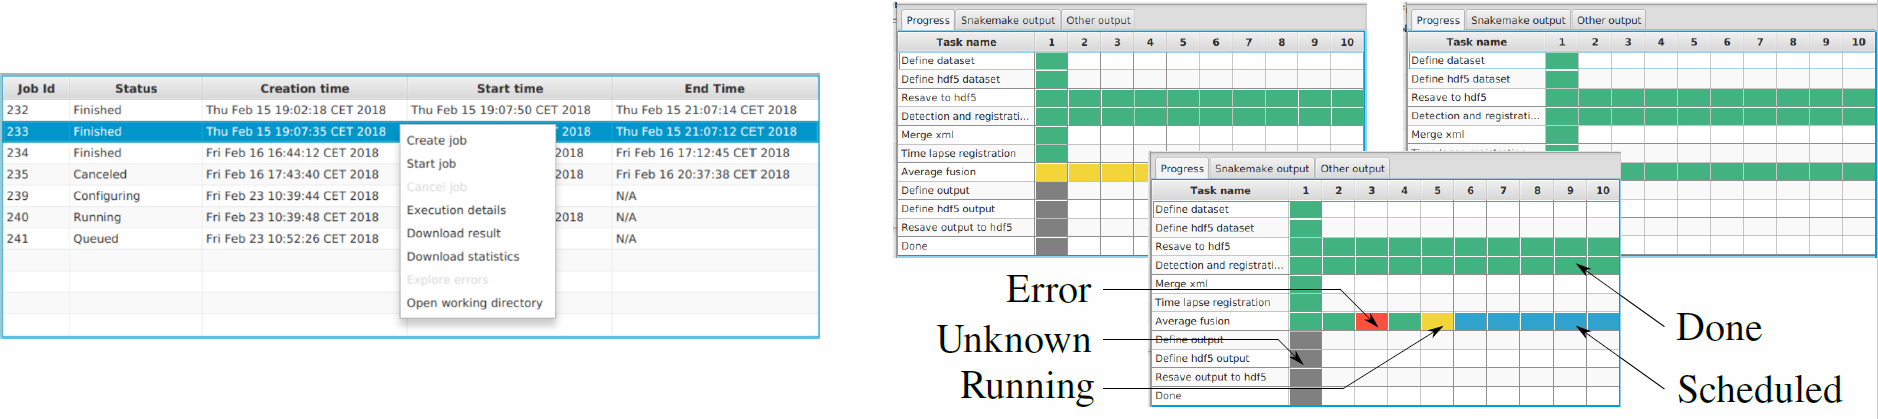 Job Id Status Creation time Start time End Time
232 Finished Thu Feb 15 19:02:18 CET 2018 Thu Feb 15 19:07:50 CET 2018 Thu Feb 15 21:07:14 CET 2018
233 Finished Thu Feb 15 19:07:35 CET 2018 2018 Thu Feb 15 21:07:12 CET 2018
234 Finished Fri Feb 16 16:44:12 CET 2018 2018 Fri Feb 16 17:12:45 CET 2018
235 Canceled Fri Feb 16 17:43:40 CET 2018 2018 Fri Feb 16 20:37:38 CET 2018
239 Configuring Fri Feb 23 10:39:44 CET 2018 N/A
240 Running Fri Feb 23 10:39:48 CET 2018 2018 N/A
241 Queued Fri Feb 23 10:52:26 CET 2018 N/A
Create job
Start job
Cancel job
Execution details
Download result
Download statistics
Explore errors
Open working directory
Progress Snakemake output Other output
Task name 1 2 3 4 5 6 7 8 9 10
Define dataset
Define hdf5 dataset
Resave to hdf5
Detection and registrati...
Merge xml
Time lapse registration
Average fusion
Define output
Define hdf5 output
Resave output to hdf5
Done
Progress Snakemake output Other output
Task name 1 2 3 4 5 6 7 8 9 10
Define dataset
Define hdf5 dataset
Resave to hdf5
Detection and registrati...
Merge xml
Progress Snakemake output Other output
Task name 1 2 3 4 5 6 7 8 9 10
Define dataset
Define hdf5 dataset
Resave to hdf5
Detection and registrati...
Merge xml
Time lapse registration
Average fusion
Define output
Define hdf5 output
Resave output to hdf5
Done
Error
Unknown
Running
Done
Scheduled